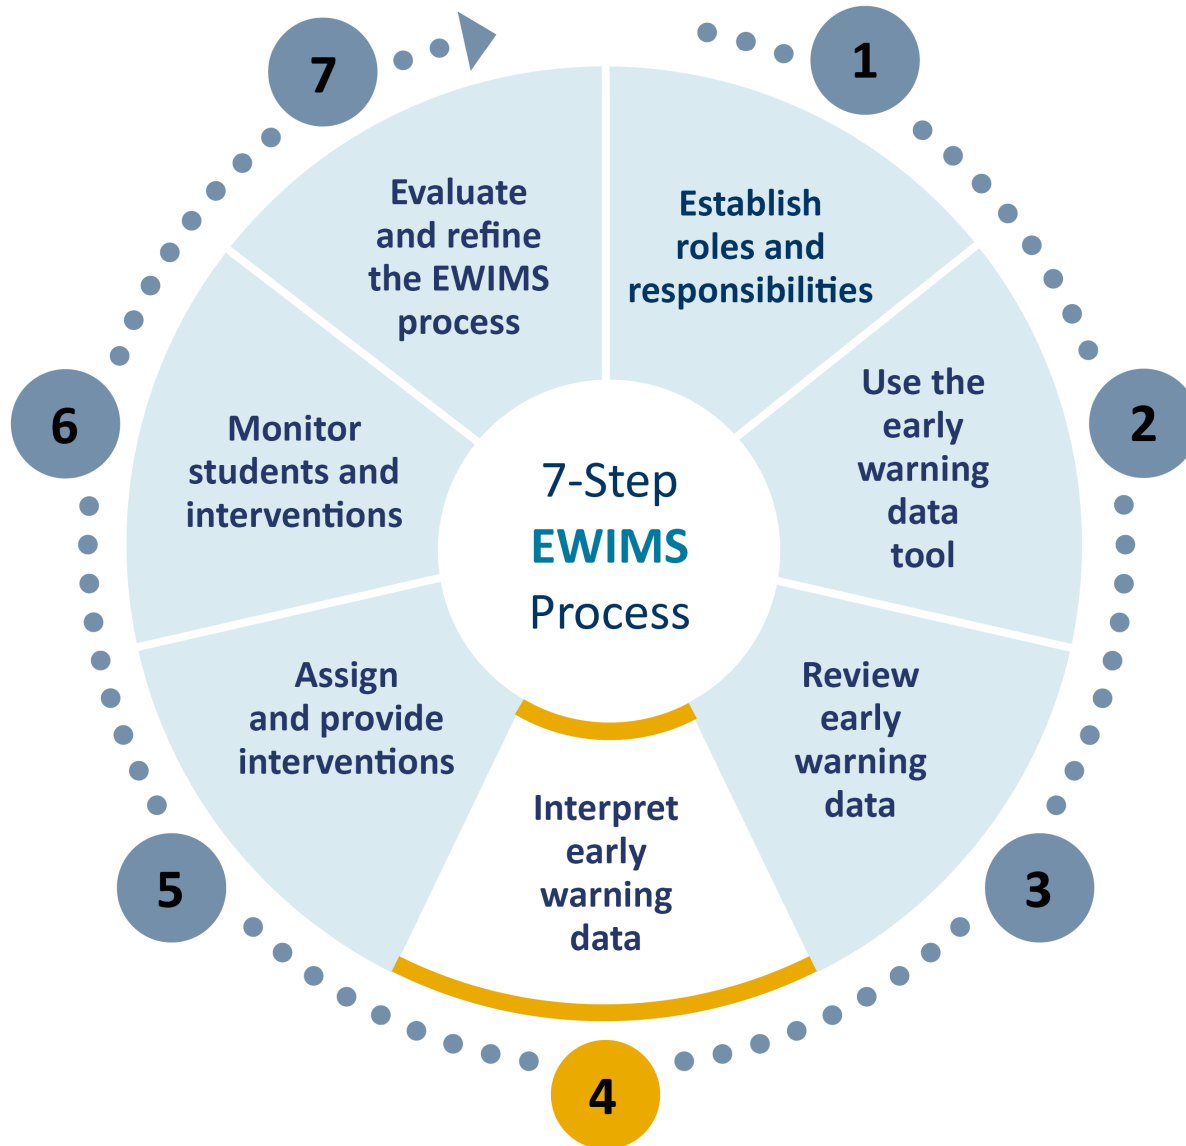 7-Step
EWIMS
Process
1
Establish
roles and
responsibilities
2
Use the
early
warning
data
tool
3
Review
early
warning
data
4
Interpret
early
warning
data
5
Assign
and provide
interventions
6
Monitor
students and
interventions
7
Evaluate
and refine
the EWIMS
process